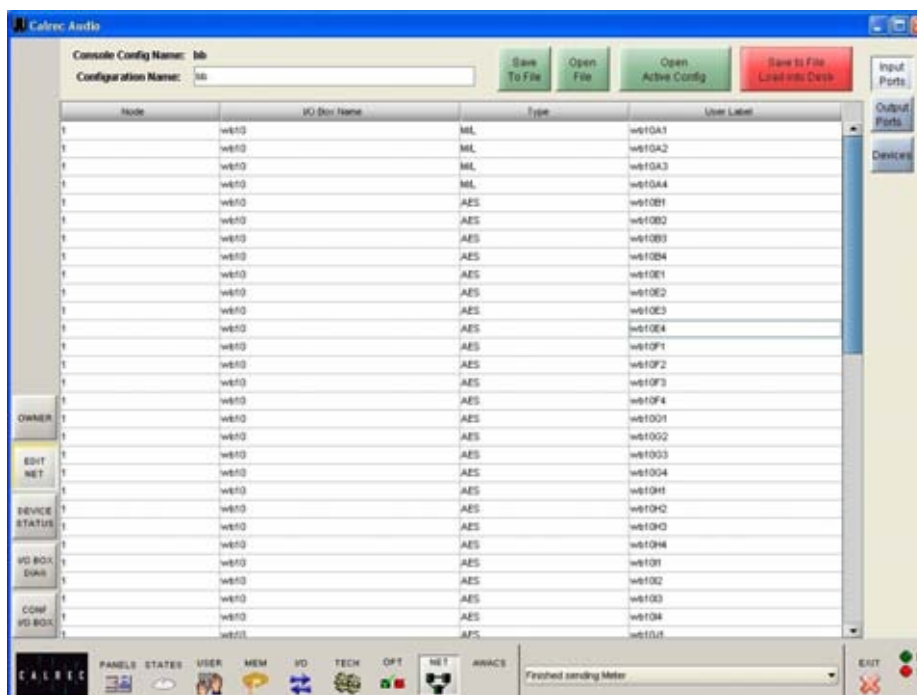 Calrec Audio
Console Config Name: bb
Configuration Name: bb
Save To File
Open File
Open Active Config
Save to File Load into Desk
Input Ports
Output Ports
Devices
Node I/O Box Name Type User Label
1 wb10 M/L wb10A1
1 wb10 M/L wb10A2
1 wb10 M/L wb10A3
1 wb10 M/L wb10A4
1 wb10 AES wb10B1
1 wb10 AES wb10B2
1 wb10 AES wb10B3
1 wb10 AES wb10B4
1 wb10 AES wb10E1
1 wb10 AES wb10E2
1 wb10 AES wb10E3
1 wb10 AES wb10E4
1 wb10 AES wb10F1
1 wb10 AES wb10F2
1 wb10 AES wb10F3
1 wb10 AES wb10F4
1 wb10 AES wb10G1
1 wb10 AES wb10G2
1 wb10 AES wb10G3
1 wb10 AES wb10G4
1 wb10 AES wb10H1
1 wb10 AES wb10H2
1 wb10 AES wb10H3
1 wb10 AES wb10H4
1 wb10 AES wb10I1
1 wb10 AES wb10I2
1 wb10 AES wb10I3
1 wb10 AES wb10I4
1 wb10 AES wb10J1
OWNER
EDIT NET
DEVICE STATUS
I/O BOX DIAG
CONF I/O BOX
CALREC
PANELS STATES USER MEM I/O TECH OPT NET AWACS
Finished sending Meter
EXIT